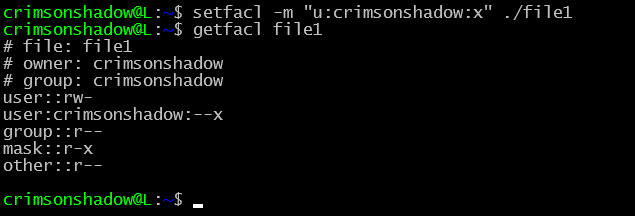 crimsonshadow@L:~$ setfacl -m "u:crimsonshadow:x" ./file1
crimsonshadow@L:~$ getfacl file1
# file: file1
# owner: crimsonshadow
# group: crimsonshadow
user::rw-
user:crimsonshadow:--x
group::r--
mask::r-x
other::r--
crimsonshadow@L:~$